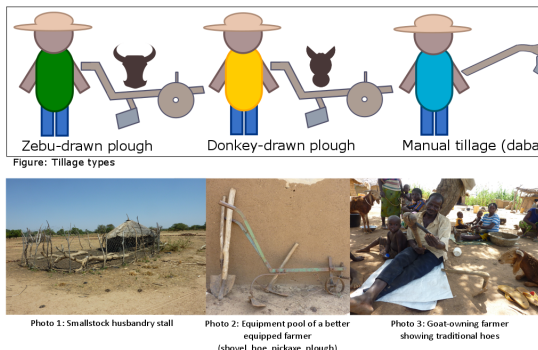 Zebu-drawn plough
Donkey-drawn plough
Manual tillage (daba
Figure: Tillage types
Photo 1: Smallstock husbandry stall
Photo 2: Equipment pool of a better
equipped farmer
(shovel, hoe, pickaxe, plough)
Photo 3: Goat-owning farmer
showing traditional hoes